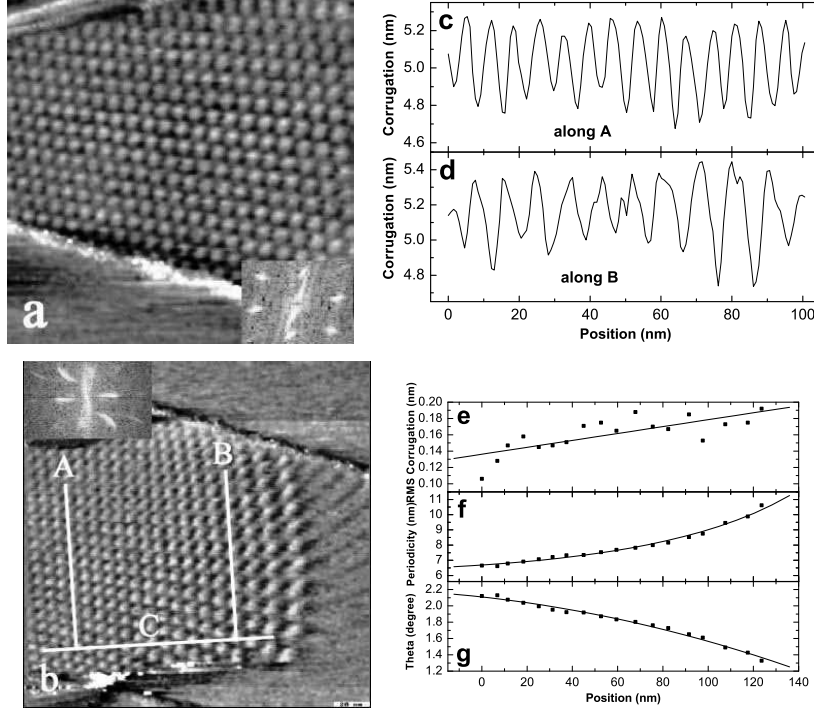 a
c
Corrugation (nm)
5.2
5.0
4.8
4.6
along A
d
Corrugation (nm)
5.4
5.2
5.0
4.8
along B
0 20 40 60 80 100
Position (nm)
A
B
C
b
20 nm
e
RMS Corrugation (nm)
0.20
0.18
0.16
0.14
0.12
0.10
f
Periodicity (nm)
11
10
9
8
7
6
g
Theta (degree)
2.2
2.0
1.8
1.6
1.4
1.2
0 20 40 60 80 100 120 140
Position (nm)